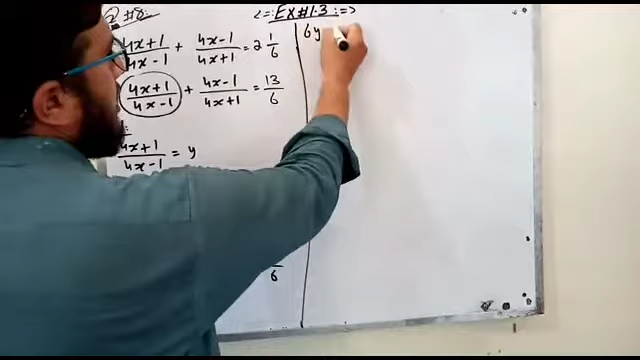 Q #8:
<=: Ex#1.3 :=>
4x+1/4x-1 + 4x-1/4x+1 = 2 1/6
4x+1/4x-1 + 4x-1/4x+1 = 13/6
4x+1/4x-1 = y
6
6y